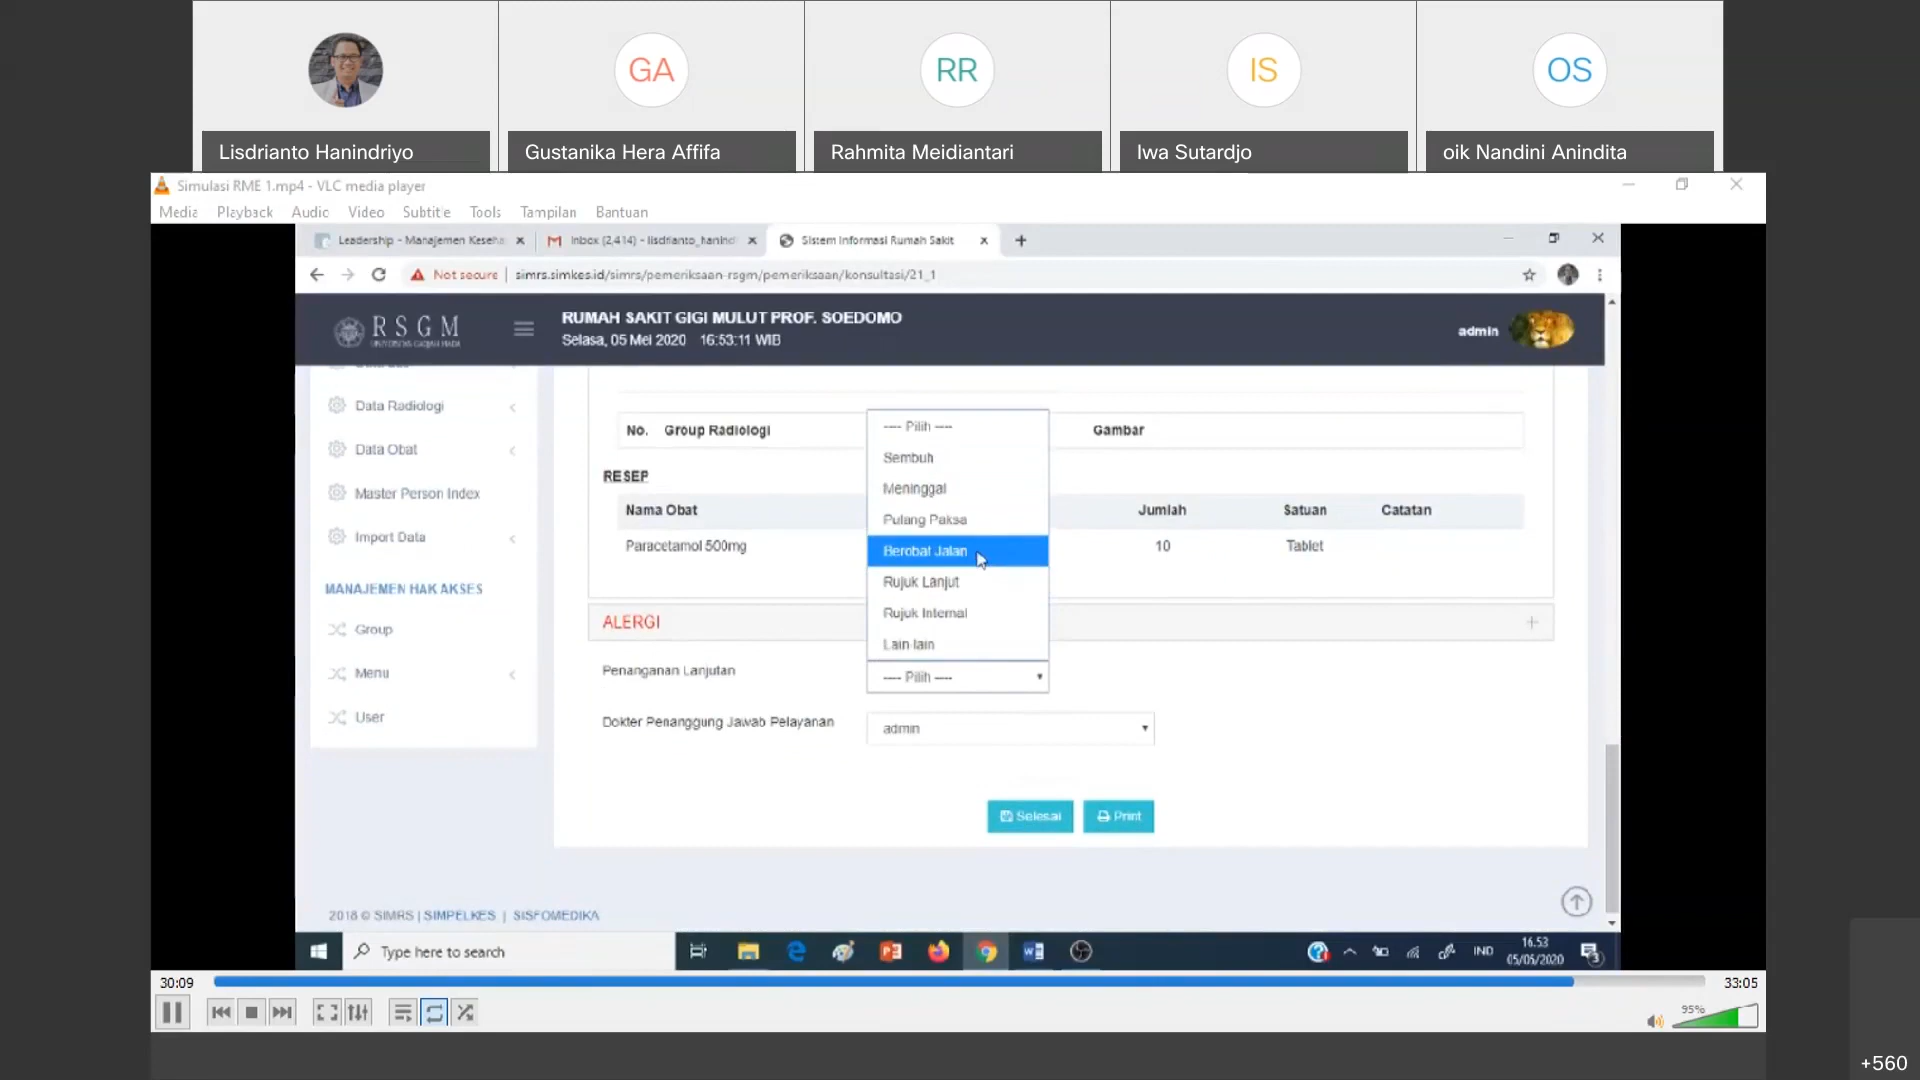 GA
RR
IS
OS
Lisdrianto Hanindriyo
Gustanika Hera Affifa
Rahmita Meidiantari
Iwa Sutardjo
oik Nandini Anindita
Simulasi RME 1.mp4 - VLC media player
Media Playback Audio Video Subtitle Tools Tampilan Bantuan
Leadership - Manajemen Keseha
Inbox (2,414) - lisdrianto_hanind
Sistem Informasi Rumah Sakit
Not secure | simrs.simkes.id/simrs/pemeriksaan-rsgm/pemeriksaan/konsultasi/21_1
RSGM
UNIVERSITAS GADJAH MADA
RUMAH SAKIT GIGI MULUT PROF. SOEDOMO
Selasa, 05 Mei 2020 16:53:11 WIB
admin
Data Radiologi
Data Obat
Master Person Index
Import Data
MANAJEMEN HAK AKSES
Group
Menu
User
No. Group Radiologi
Gambar
RESEP
Nama Obat
Jumlah
Satuan
Catatan
Paracetamol 500mg
10
Tablet
---- Pilih ----
Sembuh
Meninggal
Pulang Paksa
Berobat Jalan
Rujuk Lanjut
Rujuk Internal
Lain-lain
ALERGI
Penanganan Lanjutan
---- Pilih ----
Dokter Penanggung Jawab Pelayanan
admin
Selesai
Print
2018 © SIMRS | SIMPELKES | SISFOMEDIKA
Type here to search
IND
16.53
05/05/2020
3
30:09
33:05
95%
+560